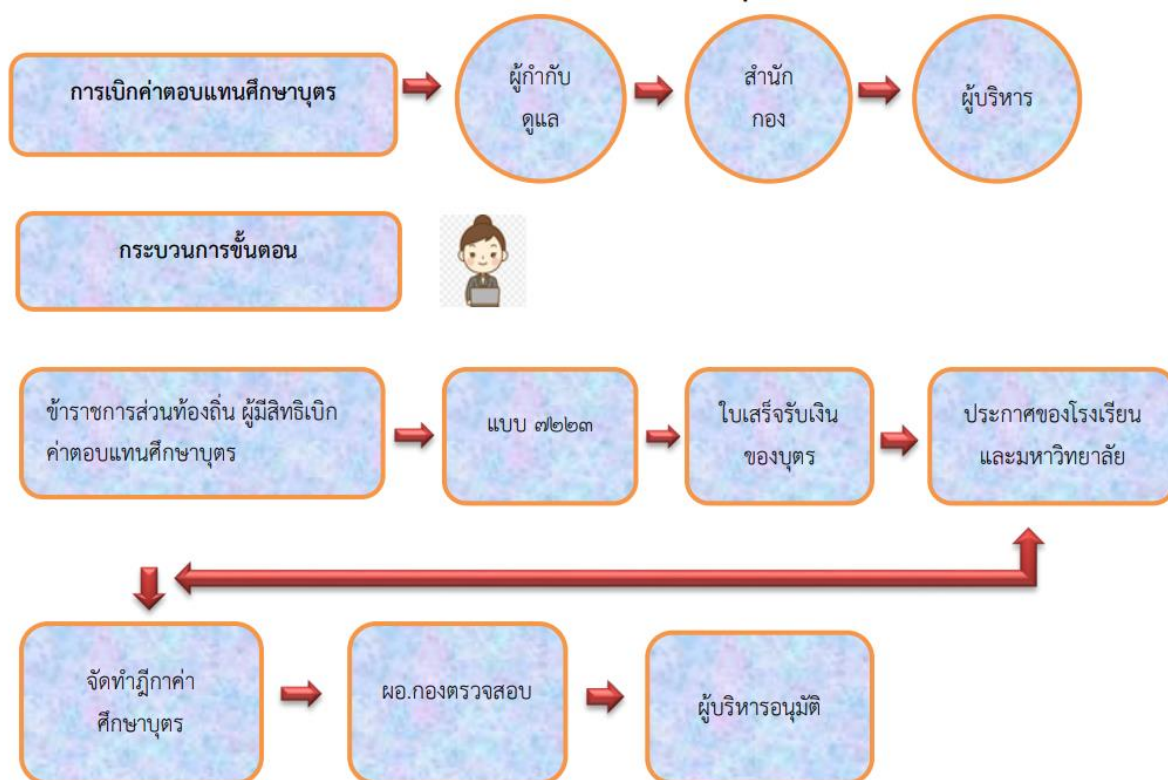 การเบิกค่าตอบแทนศึกษาบุตร
ผู้กำกับ
ดูแล
สำนัก
กอง
ผู้บริหาร
กระบวนการขั้นตอน
ข้าราชการส่วนท้องถิ่น ผู้มีสิทธิเบิก
ค่าตอบแทนศึกษาบุตร
แบบ ๗๒๒๓
ใบเสร็จรับเงิน
ของบุตร
ประกาศของโรงเรียน
และมหาวิทยาลัย
จัดทำฎีกาค่า
ศึกษาบุตร
ผอ.กองตรวจสอบ
ผู้บริหารอนุมัติ